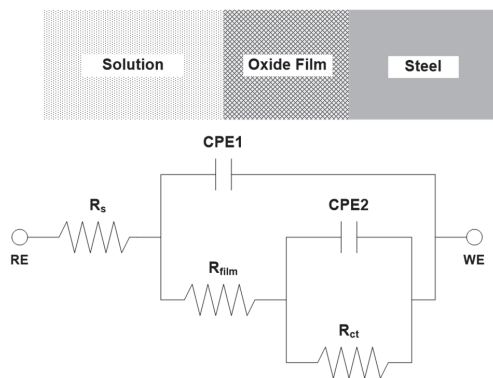 Solution
Oxide Film
Steel
CPE1
Rs
CPE2
RE
Rfilm
WE
Rct